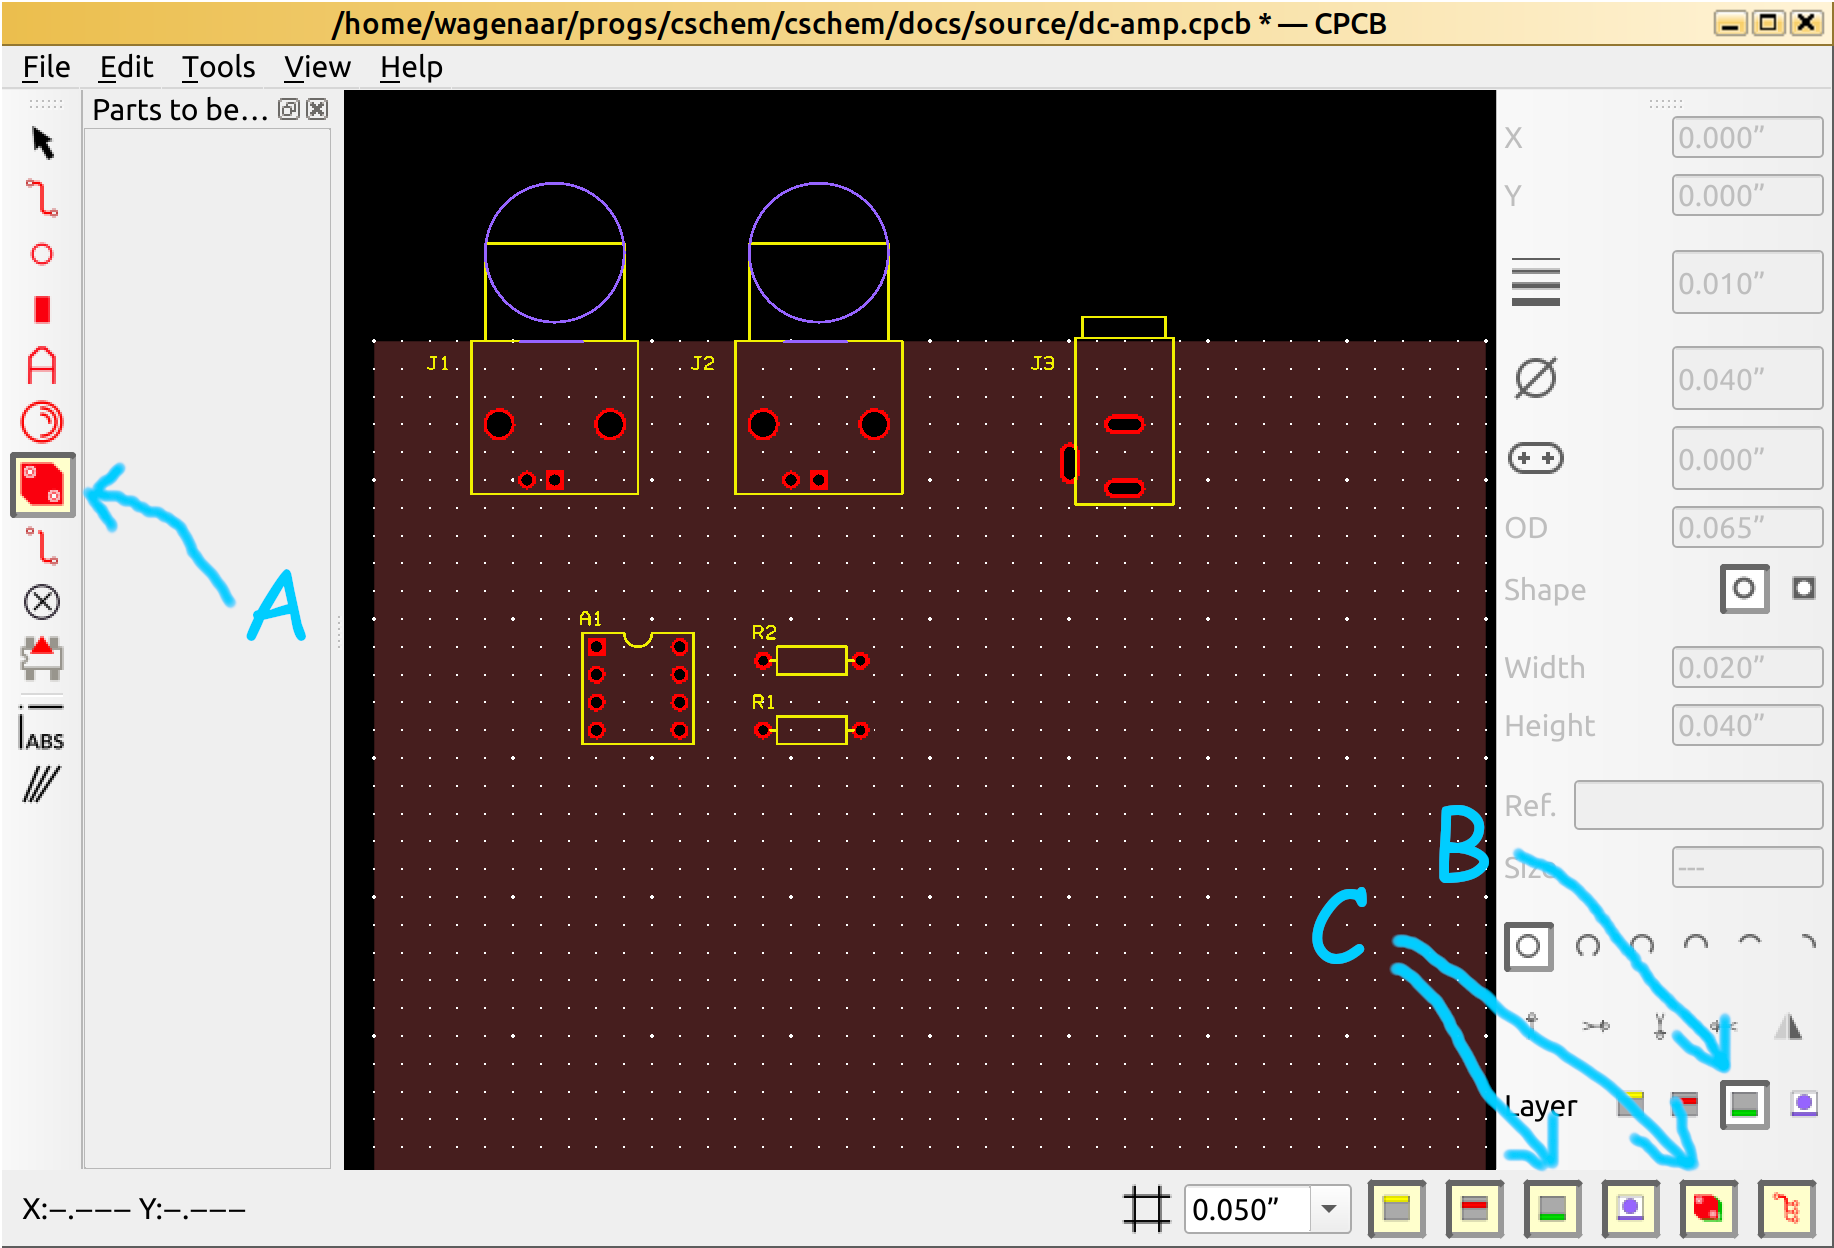 /home/wagenaar/progs/cschem/cschem/docs/source/dc-amp.cpcb * — CPCB
File Edit Tools View Help
Parts to be...
ABS
A
J1
J2
J3
A1
R2
R1
B
C
X 0.000”
Y 0.000”
0.010”
0.040”
0.000”
OD 0.065”
Shape
Width 0.020”
Height 0.040”
Ref.
Size ---
Layer
X:–.––– Y:–.–––
0.050”